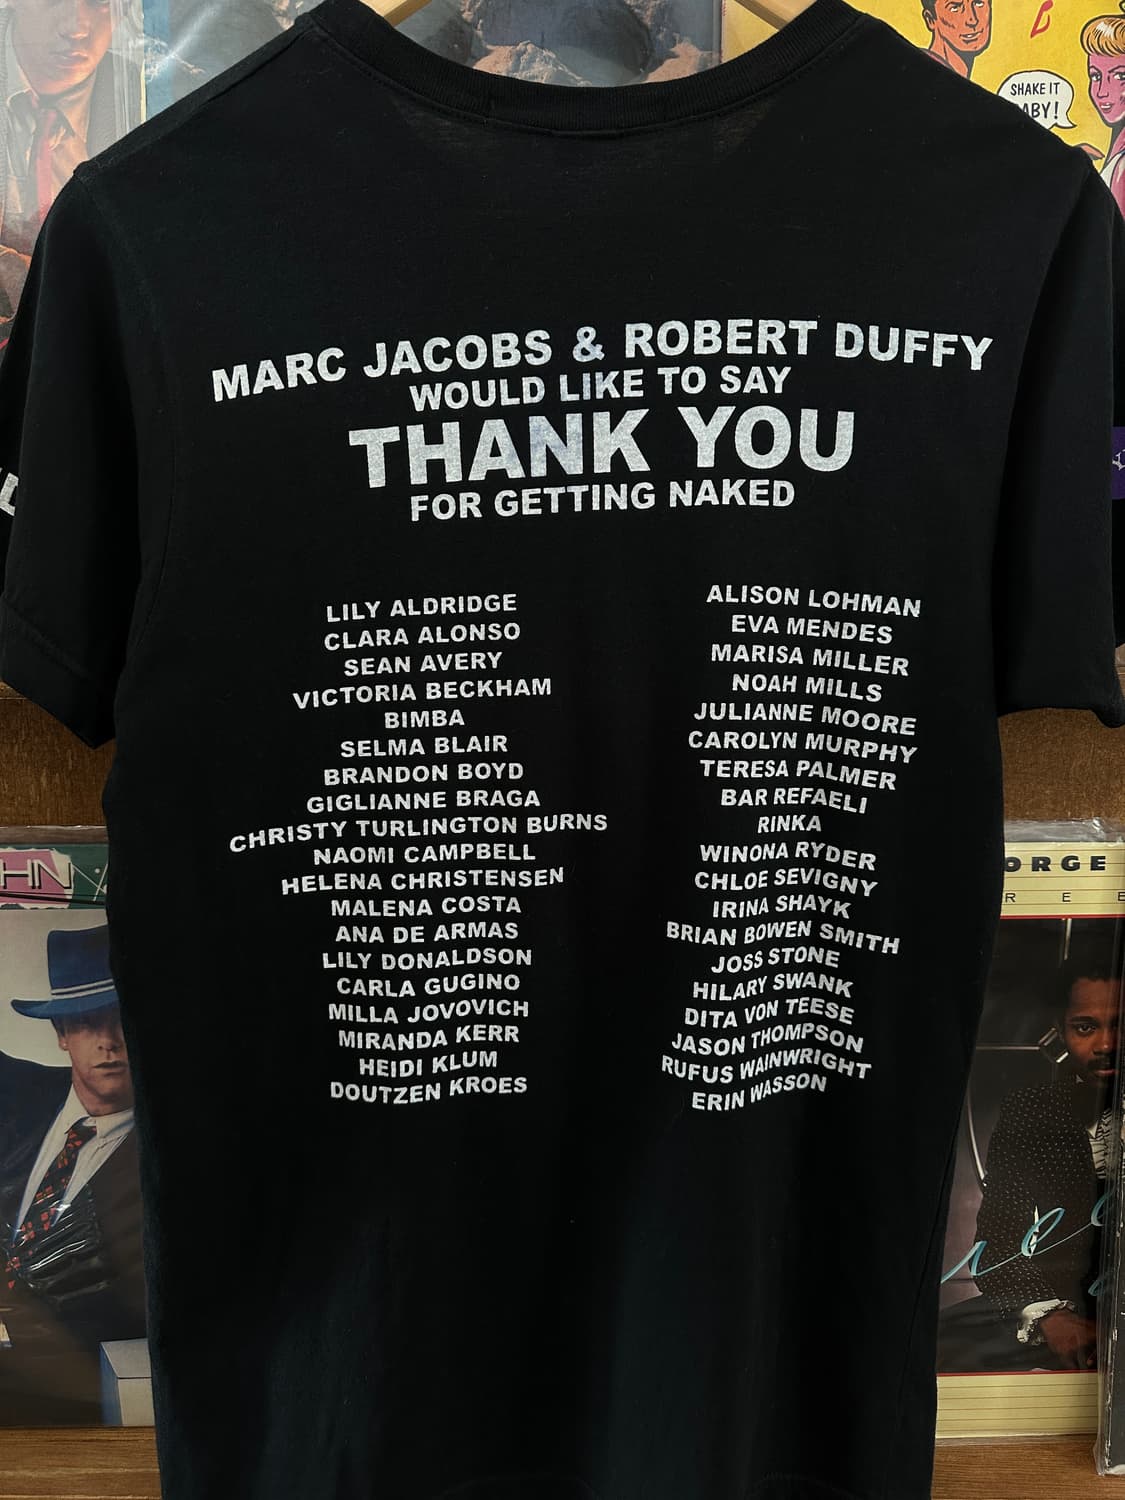 SHAKE IT
MARC JACOBS & ROBERT DUFFY
WOULD LIKE TO SAY
THANK YOU
FOR GETTING NAKED
LILY ALDRIDGE
CLARA ALONSO
SEAN AVERY
VICTORIA BECKHAM
BIMBA
SELMA BLAIR
BRANDON BOYD
GIGLIANNE BRAGA
CHRISTY TURLINGTON BURNS
NAOMI CAMPBELL
HELENA CHRISTENSEN
MALENA COSTA
ANA DE ARMAS
LILY DONALDSON
CARLA GUGINO
MILLA JOVOVICH
MIRANDA KERR
HEIDI KLUM
DOUTZEN KROES
ALISON LOHMAN
EVA MENDES
MARISA MILLER
NOAH MILLS
JULIANNE MOORE
CAROLYN MURPHY
TERESA PALMER
BAR REFAELI
RINKA
WINONA RYDER
CHLOE SEVIGNY
IRINA SHAYK
BRIAN BOWEN SMITH
JOSS STONE
HILARY SWANK
DITA VON TEESE
JASON THOMPSON
RUFUS WAINWRIGHT
ERIN WASSON